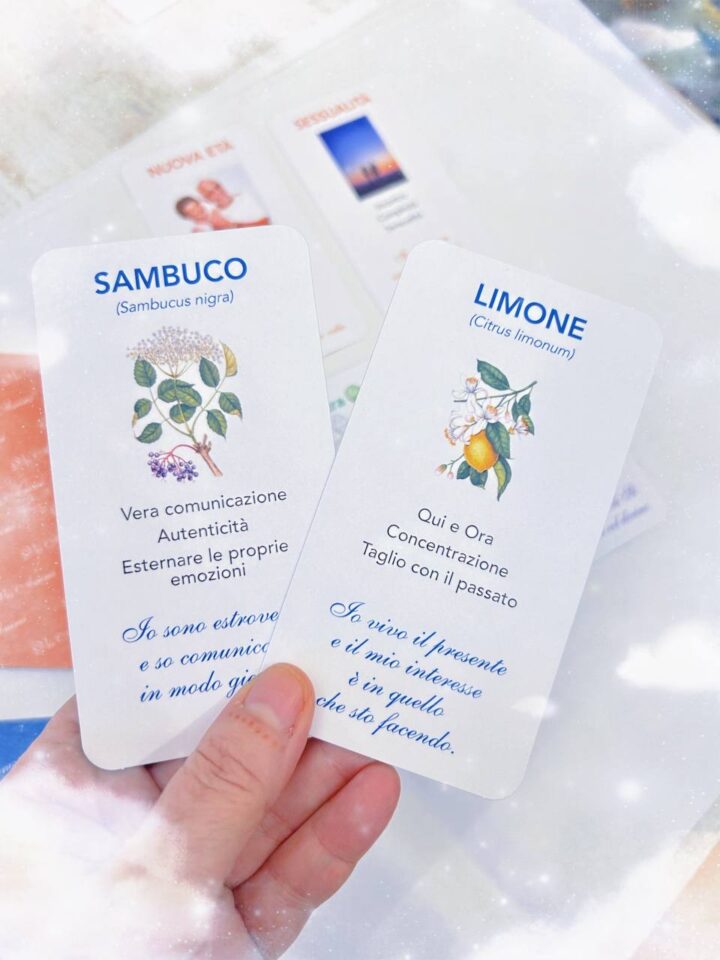 NUOVA ETÀ
SESSUALITÀ
SAMBUCO
(Sambucus nigra)
Vera comunicazione
Autenticità
Esternare le proprie
emozioni
Io sono estrove
e so comunic
in modo
LIMONE
(Citrus limonum)
Qui e Ora
Concentrazione
Taglio con il passato
Io vivo il presente
e il mio interesse
è in quello
che sto facendo.